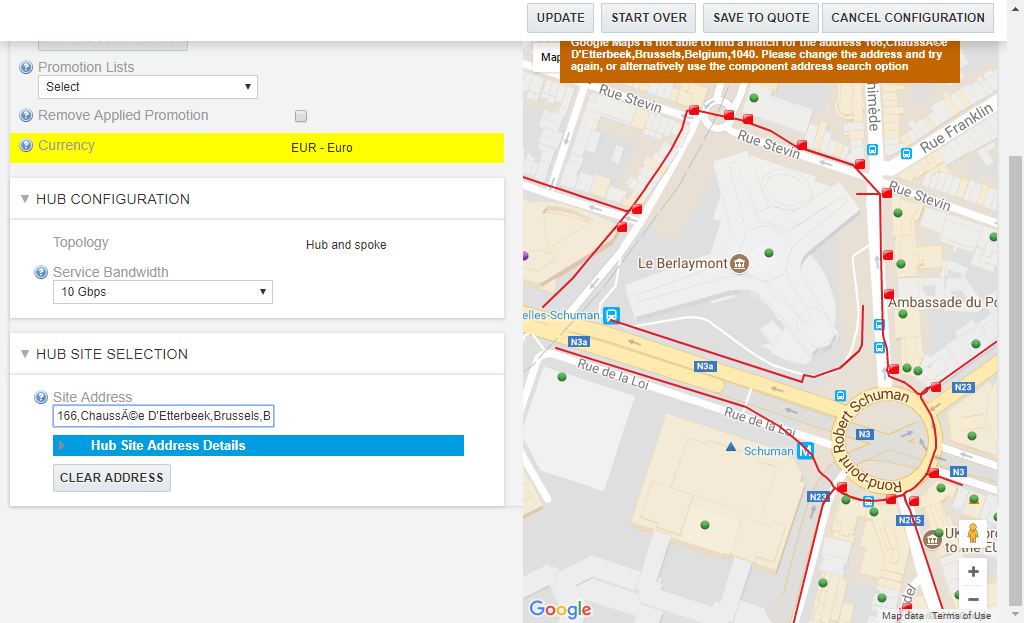 UPDATE
START OVER
SAVE TO QUOTE
CANCEL CONFIGURATION
Promotion Lists
Select
Remove Applied Promotion
Currency
EUR - Euro
HUB CONFIGURATION
Topology
Hub and spoke
Service Bandwidth
10 Gbps
HUB SITE SELECTION
Site Address
166,ChaussÃ©e D'Etterbeek,Brussels,B
Hub Site Address Details
CLEAR ADDRESS
Map
Google Maps is not able to find a match for the address 166,ChaussÃ©e
D'Etterbeek,Brussels,Belgium,1040. Please change the address and try
again, or alternatively use the component address search option
Rue Stevin
Rue Stevin
himède
Rue Franklin
Rue Stevin
Le Berlaymont
Ambassade du Po
elles-Schuman
N3a
N3a
Rue de la Loi
Rue de la Loi
N23
Rond-point Robert Schuman
N3
Schuman
M
N3
N23
N205
UK
to the EU
del
Google
Map data
Terms of Use